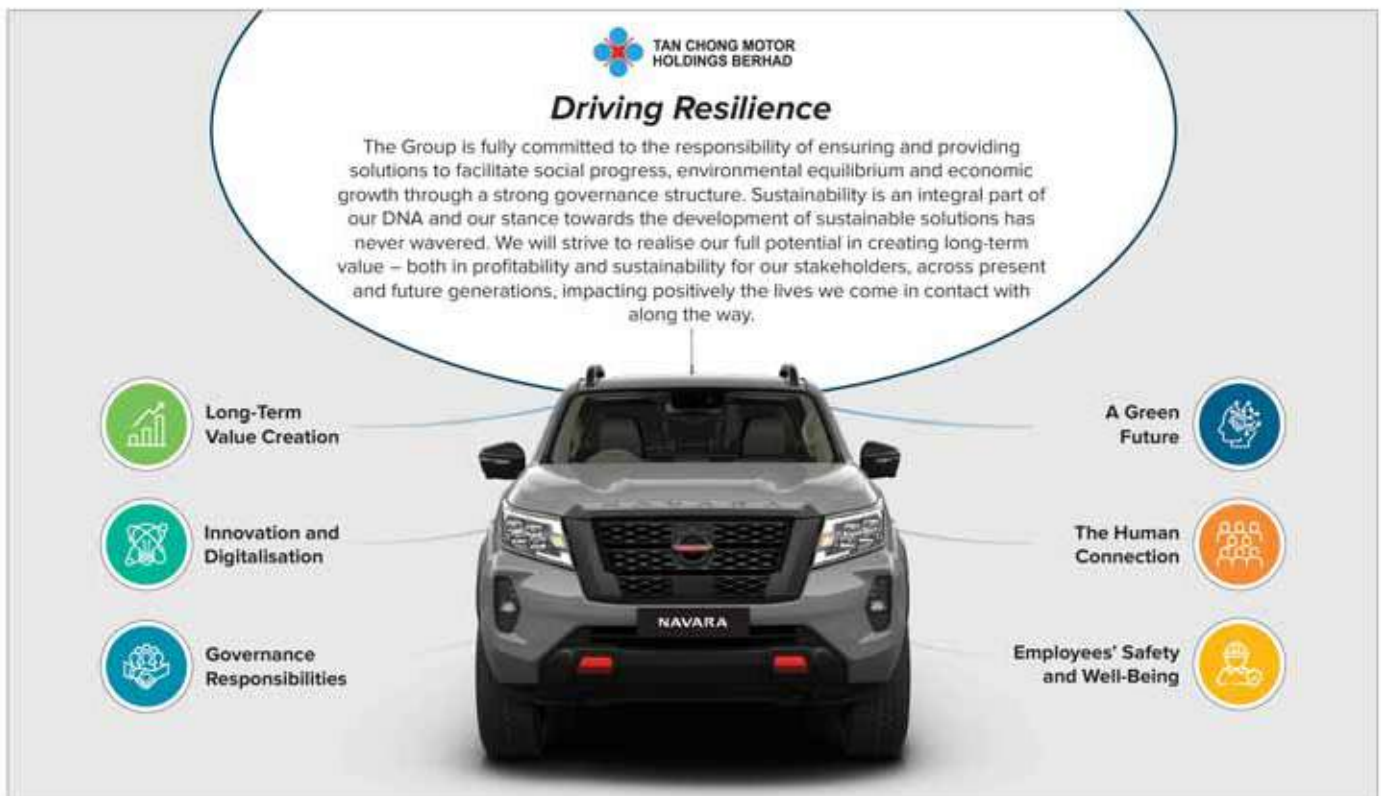 TAN CHONG MOTOR
HOLDINGS BERHAD
Driving Resilience
The Group is fully committed to the responsibility of ensuring and providing
solutions to facilitate social progress, environmental equilibrium and economic
growth through a strong governance structure. Sustainability is an integral part of
our DNA and our stance towards the development of sustainable solutions has
never wavered. We will strive to realise our full potential in creating long-term
value – both in profitability and sustainability for our stakeholders, across present
and future generations, impacting positively the lives we come in contact with
along the way.
Long-Term
Value Creation
Innovation and
Digitalisation
Governance
Responsibilities
A Green
Future
The Human
Connection
Employees' Safety
and Well-Being
NAVARA
NAVARA